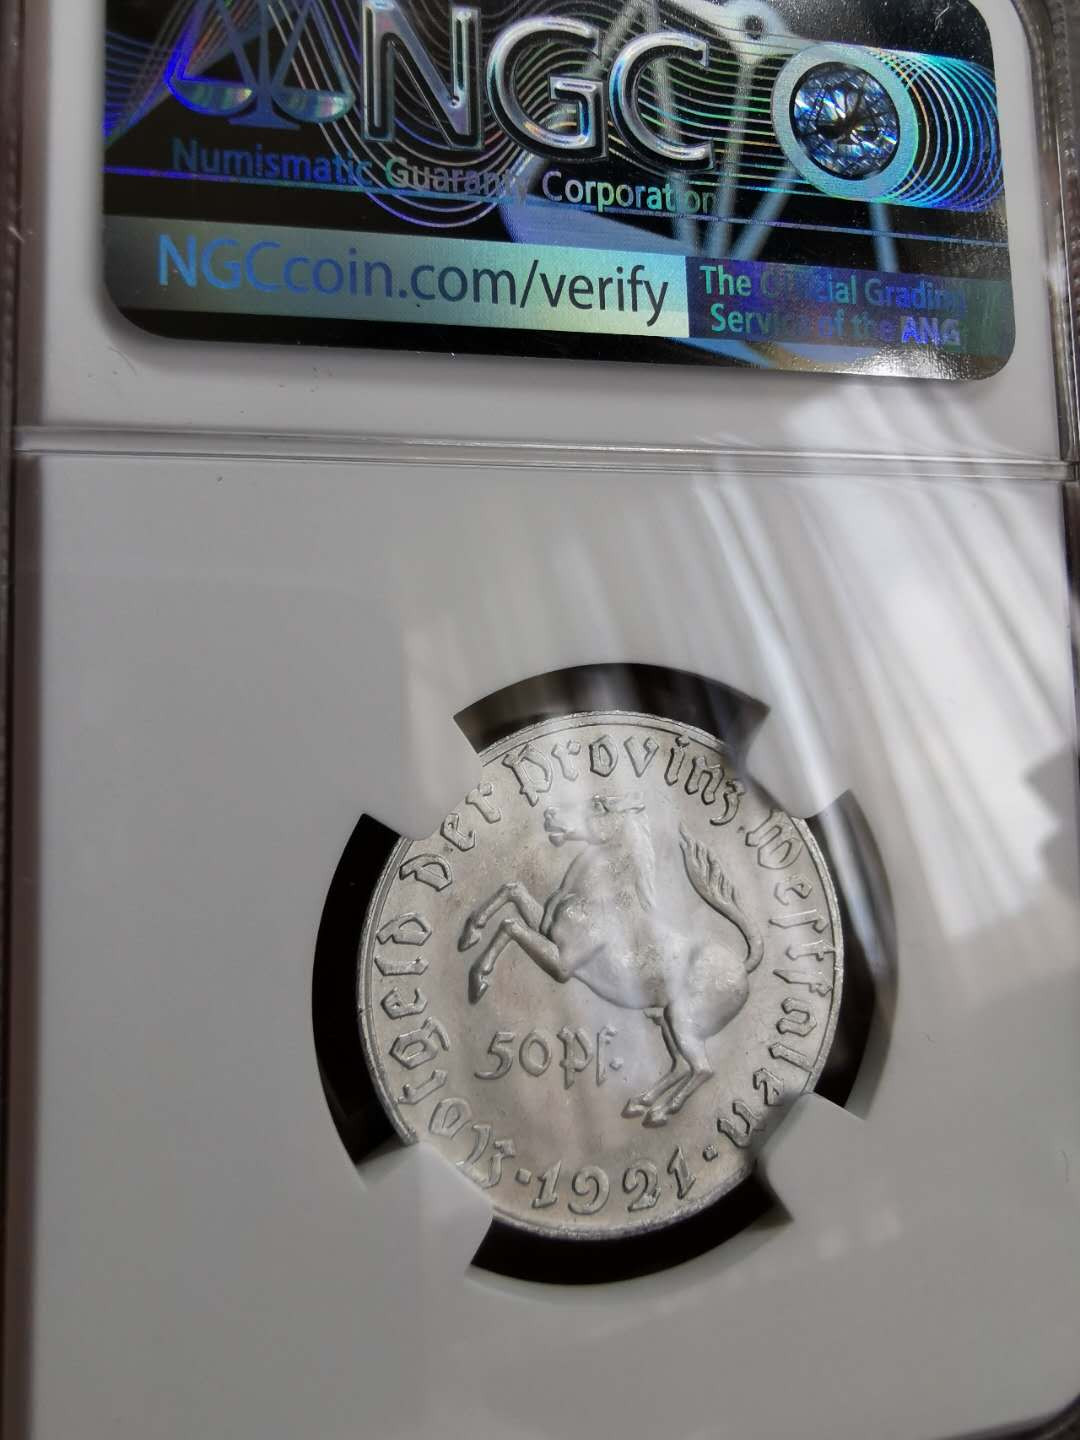 NGC
Numismatic Guaranty Corporation
NGCcoin.com/verify
The Official Grading
Service of the ANG
Notgeld der Provinz Westfalen
50 Pf.
· 1921 ·